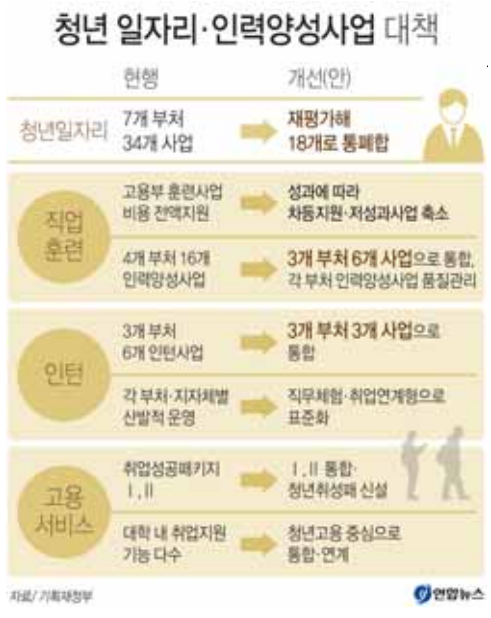 청년 일자리·인력양성사업 대책
현행 개선(안)
청년일자리
7개 부처
34개 사업
재평가해
18개로 통폐합
직업
훈련
고용부 훈련사업
비용 전액지원
성과에 따라
차등지원·저성과사업 축소
4개 부처 16개
인력양성사업
3개 부처 6개 사업으로 통합,
각 부처 인력양성사업 품질관리
인턴
3개 부처
6개 인턴사업
3개 부처 3개 사업으로
통합
각 부처·지자체별
산발적 운영
직무체험·취업연계형으로
표준화
고용
서비스
취업성공패키지
Ⅰ,Ⅱ
Ⅰ,Ⅱ 통합·
청년취성패 신설
대학 내 취업지원
기능 다수
청년고용 중심으로
통합·연계
자료/ 기획재정부
연합뉴스